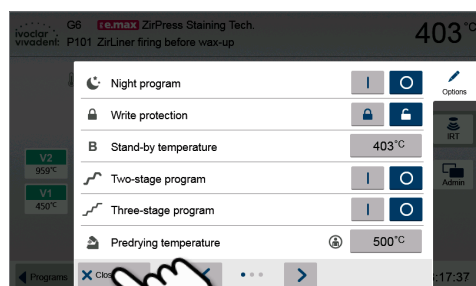 ivoclar
vivadent:
G6 e.max ZirPress Staining Tech.
P101 ZirLiner firing before wax-up
403°C
Night program
Options
Write protection
IRT
B Stand-by temperature 403°C
V2
959°C
Two-stage program
Admin
V1
450°C
Three-stage program
Predrying temperature 500°C
Programs
Clos
:17:37